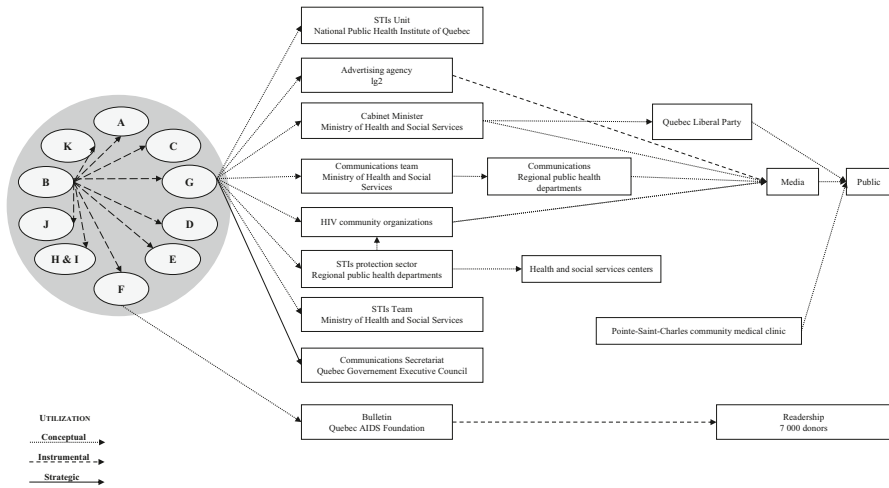 A
K
C
B
G
J
D
H & I
E
F
STIs Unit
National Public Health Institute of Quebec
Advertising agency
lg2
Cabinet Minister
Ministry of Health and Social Services
Quebec Liberal Party
Communications team
Ministry of Health and Social
Services
Communications
Regional public health
departments
Media
Public
HIV community organizations
STIs protection sector
Regional public health departments
Health and social services centers
STIs Team
Ministry of Health and Social Services
Pointe-Saint-Charles community medical clinic
Communications Secretariat
Quebec Governement Executive Council
Bulletin
Quebec AIDS Foundation
Readership
7 000 donors
UTILIZATION
Conceptual
Instrumental
Strategic